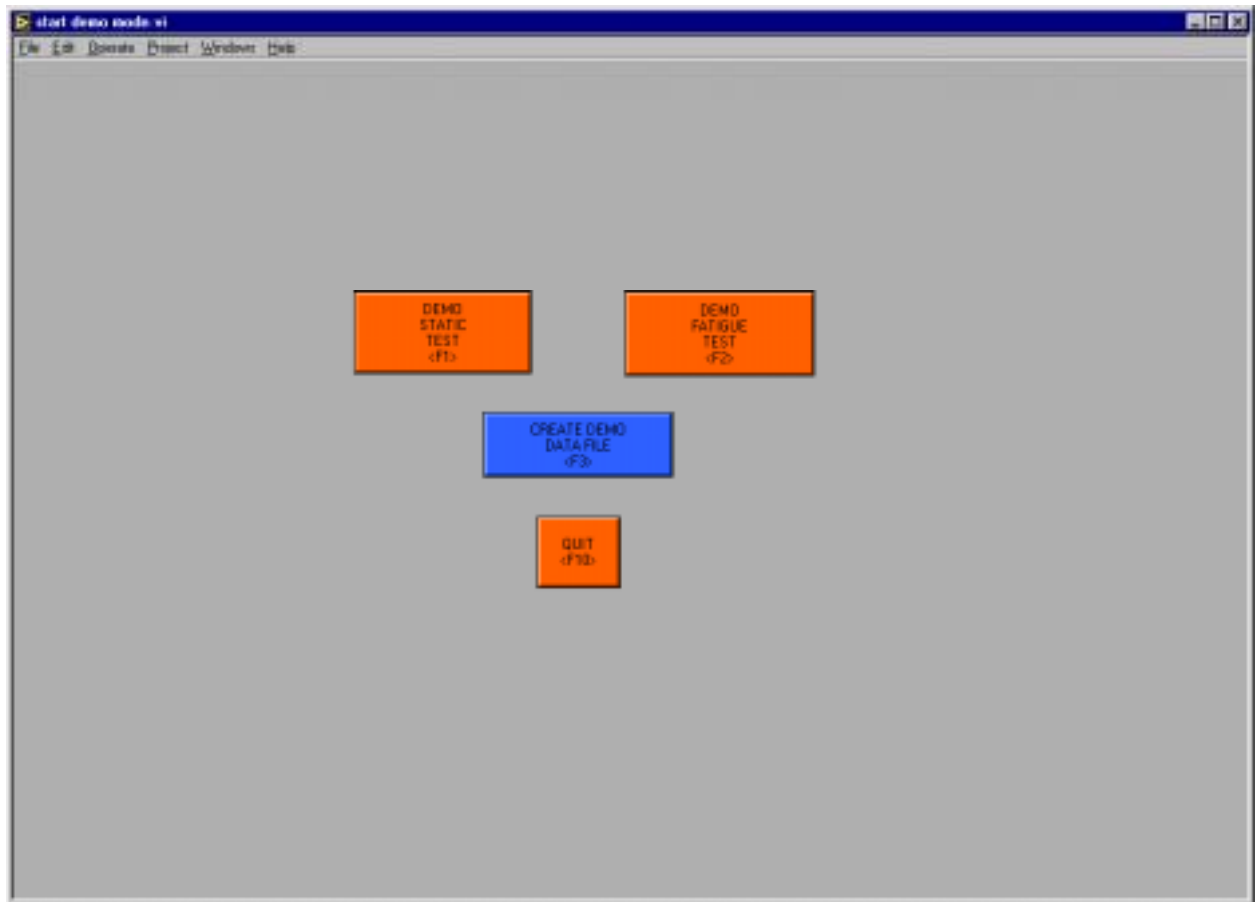 start demo mode.vi
File Edit Operate Project Windows Help
DEMO
STATIC
TEST
<F1>
DEMO
FATIGUE
TEST
<F2>
CREATE DEMO
DATA FILE
<F3>
QUIT
<F10>